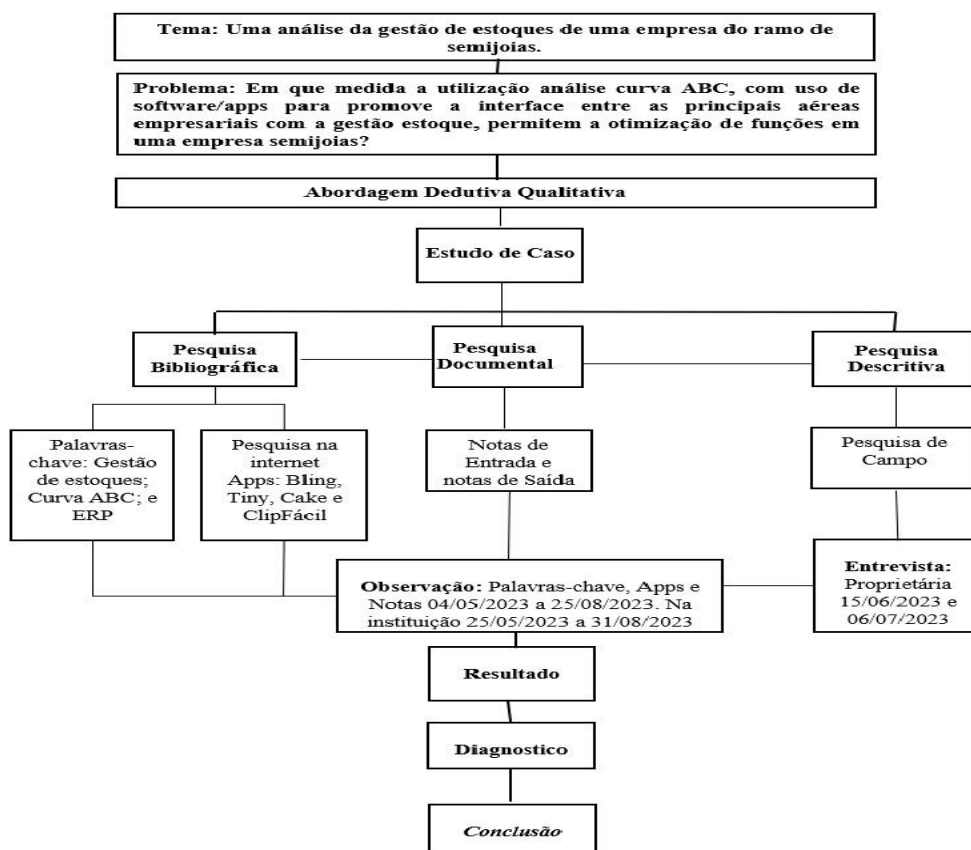 Tema: Uma análise da gestão de estoques de uma empresa do ramo de
semijoias.
Problema: Em que medida a utilização análise curva ABC, com uso de
software/apps para promove a interface entre as principais aéreas
empresariais com a gestão estoque, permitem a otimização de funções em
uma empresa semijoias?
Abordagem Dedutiva Qualitativa
Estudo de Caso
Pesquisa
Bibliográfica
Pesquisa
Documental
Pesquisa
Descritiva
Palavras-
chave: Gestão
de estoques;
Curva ABC; e
ERP
Pesquisa na
internet
Apps: Bling,
Tiny, Cake e
ClipFácil
Notas de
Entrada e
notas de Saída
Pesquisa de
Campo
Observação: Palavras-chave, Apps e
Notas 04/05/2023 a 25/08/2023. Na
instituição 25/05/2023 a 31/08/2023
Entrevista:
Proprietária
15/06/2023 e
06/07/2023
Resultado
Diagnostico
Conclusão